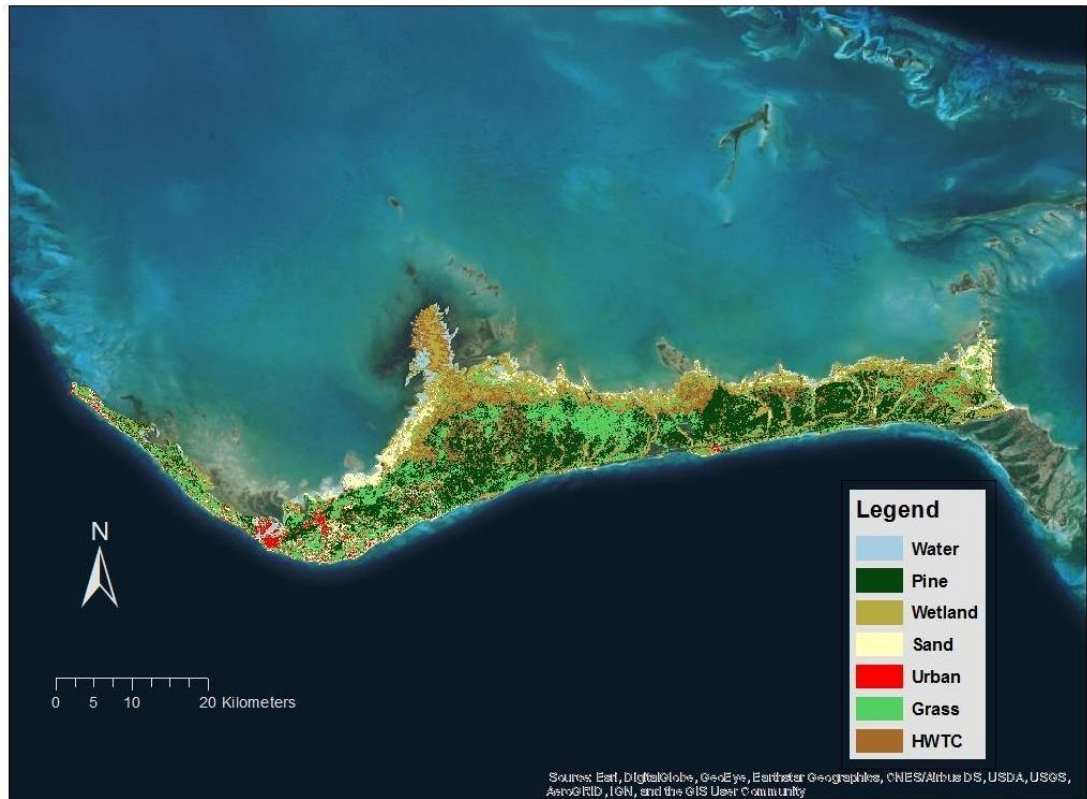 N
0 5 10 20 Kilometers
Legend
Water
Pine
Wetland
Sand
Urban
Grass
HWTC
Source: Esri, DigitalGlobe, GeoEye, Earthstar Geographics, CNES/Airbus DS, USDA, USGS,
AeroGRID, IGN, and the GIS User Community